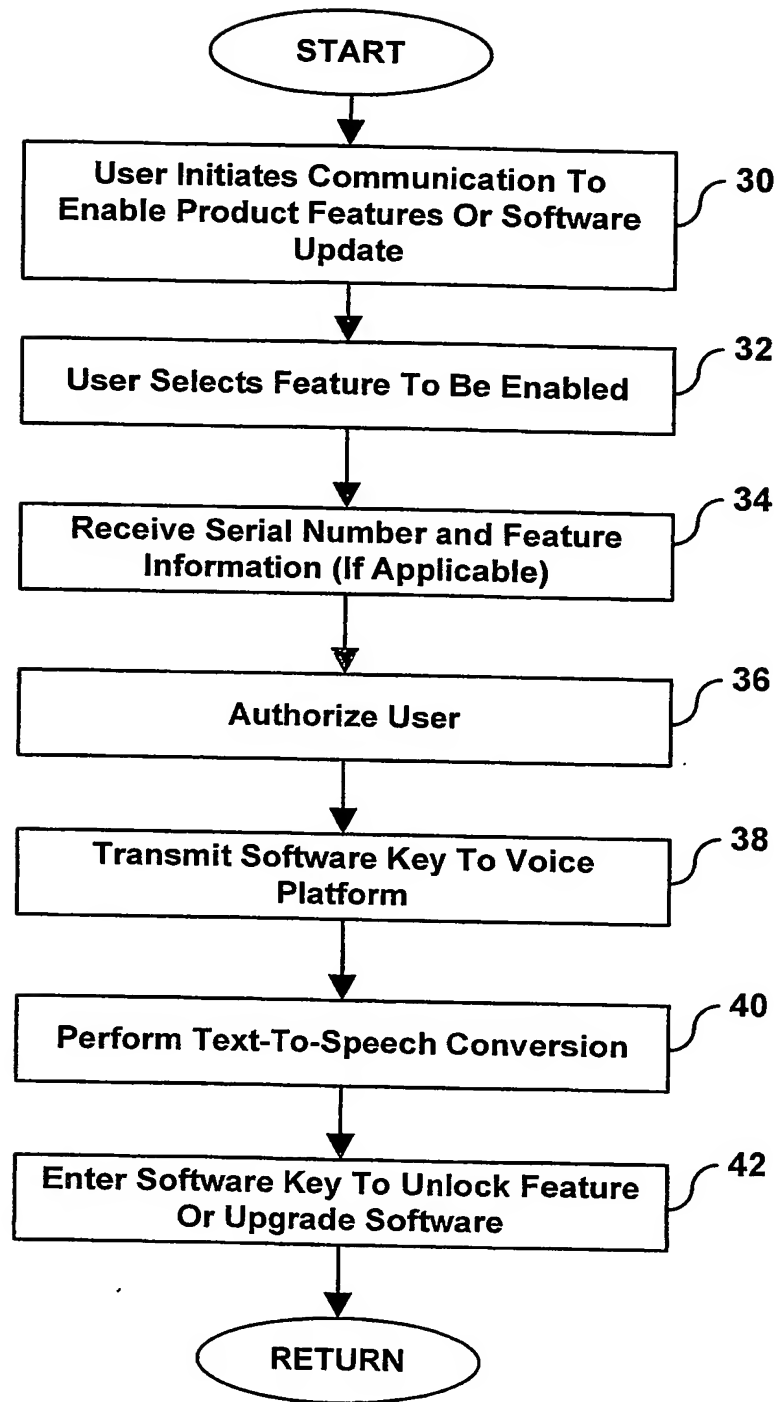 START
User Initiates Communication To
Enable Product Features Or Software
Update
30
User Selects Feature To Be Enabled
32
Receive Serial Number and Feature
Information (If Applicable)
34
Authorize User
36
Transmit Software Key To Voice
Platform
38
Perform Text-To-Speech Conversion
40
Enter Software Key To Unlock Feature
Or Upgrade Software
42
RETURN